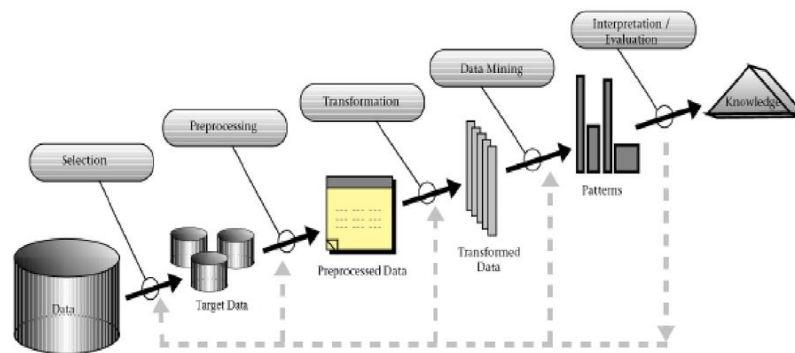 Interpretation /
Evaluation
Data Mining
Transformation
Preprocessing
Selection
Knowledge
Patterns
Transformed
Data
Preprocessed Data
Target Data
Data